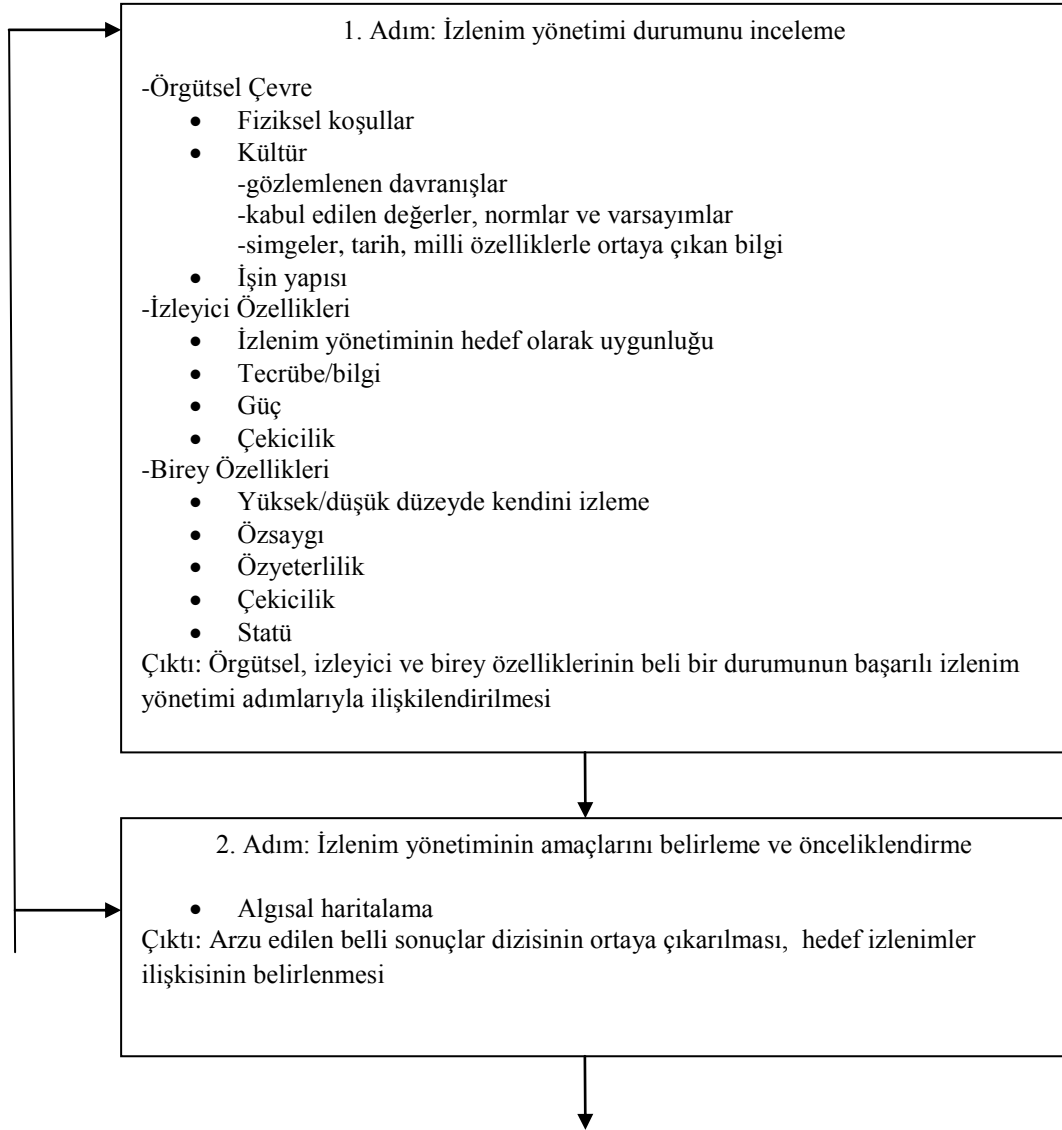 1. Adım: İzlenim yönetimi durumunu inceleme
-Örgütsel Çevre
• Fiziksel koşullar
• Kültür
-gözlemlenen davranışlar
-kabul edilen değerler, normlar ve varsayımlar
-simgeler, tarih, milli özelliklerle ortaya çıkan bilgi
• İşin yapısı
-İzleyici Özellikleri
• İzlenim yönetiminin hedef olarak uygunluğu
• Tecrübe/bilgi
• Güç
• Çekicilik
-Birey Özellikleri
• Yüksek/düşük düzeyde kendini izleme
• Özsaygı
• Özyeterlilik
• Çekicilik
• Statü
Çıktı: Örgütsel, izleyici ve birey özelliklerinin beli bir durumunun başarılı izlenim
yönetimi adımlarıyla ilişkilendirilmesi
2. Adım: İzlenim yönetiminin amaçlarını belirleme ve önceliklendirme
• Algısal haritalama
Çıktı: Arzu edilen belli sonuçlar dizisinin ortaya çıkarılması, hedef izlenimler
ilişkisinin belirlenmesi